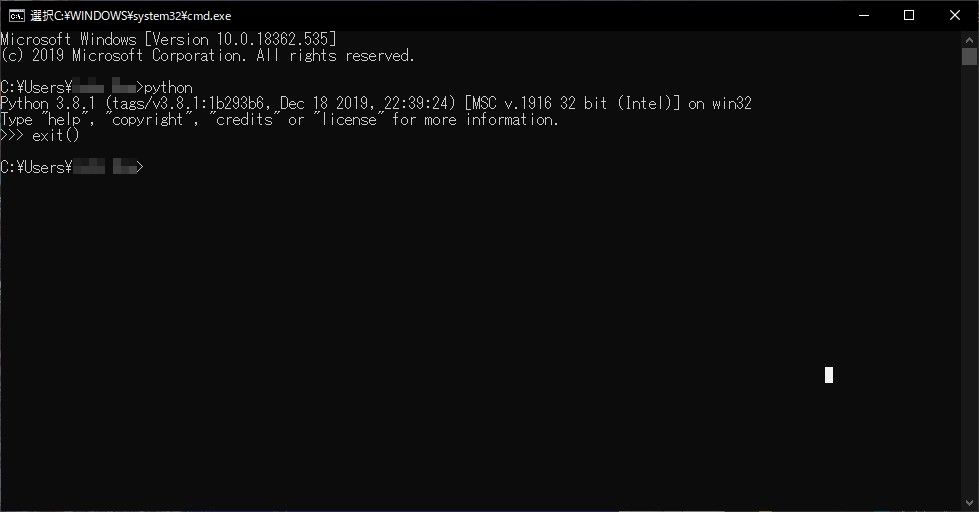 選択C:¥WINDOWS¥system32¥cmd.exe
Microsoft Windows [Version 10.0.18362.535]
(c) 2019 Microsoft Corporation. All rights reserved.
C:¥Users¥ >python
Python 3.8.1 (tags/v3.8.1:1b293b6, Dec 18 2019, 22:39:24) [MSC v.1916 32 bit (Intel)] on win32
Type "help", "copyright", "credits" or "license" for more information.
>>> exit()
C:¥Users¥ >